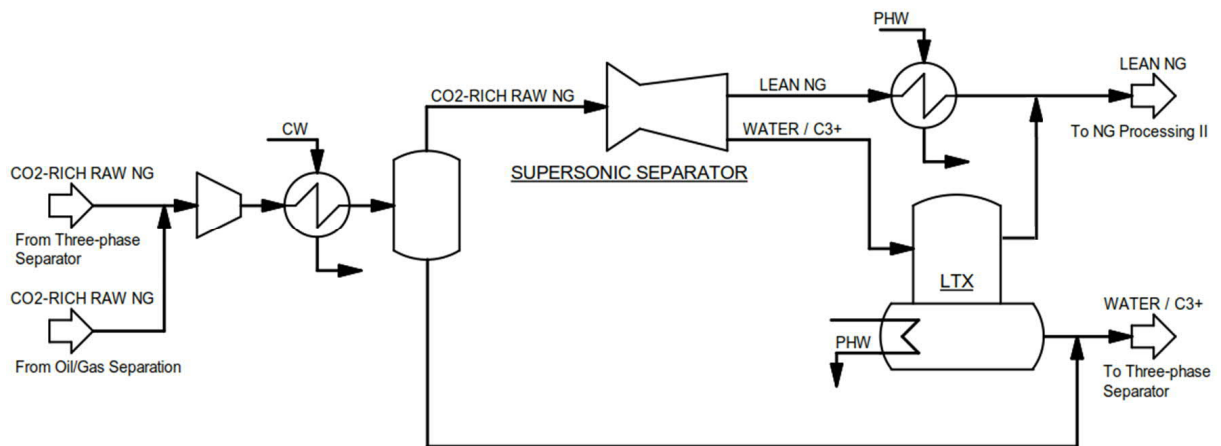 PHW
LEAN NG
CO2-RICH RAW NG
LEAN NG
To NG Processing II
CW
WATER / C3+
SUPERSONIC SEPARATOR
CO2-RICH RAW NG
From Three-phase
Separator
CO2-RICH RAW NG
From Oil/Gas Separation
LTX
PHW
WATER / C3+
To Three-phase
Separator